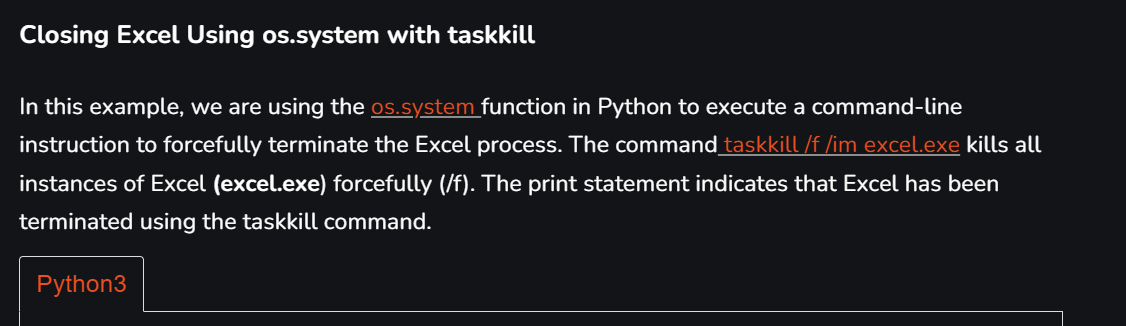 Closing Excel Using os.system with taskkill
In this example, we are using the os.system function in Python to execute a command-line
instruction to forcefully terminate the Excel process. The command taskkill /f /im excel.exe kills all
instances of Excel (excel.exe) forcefully (/f). The print statement indicates that Excel has been
terminated using the taskkill command.
Python3